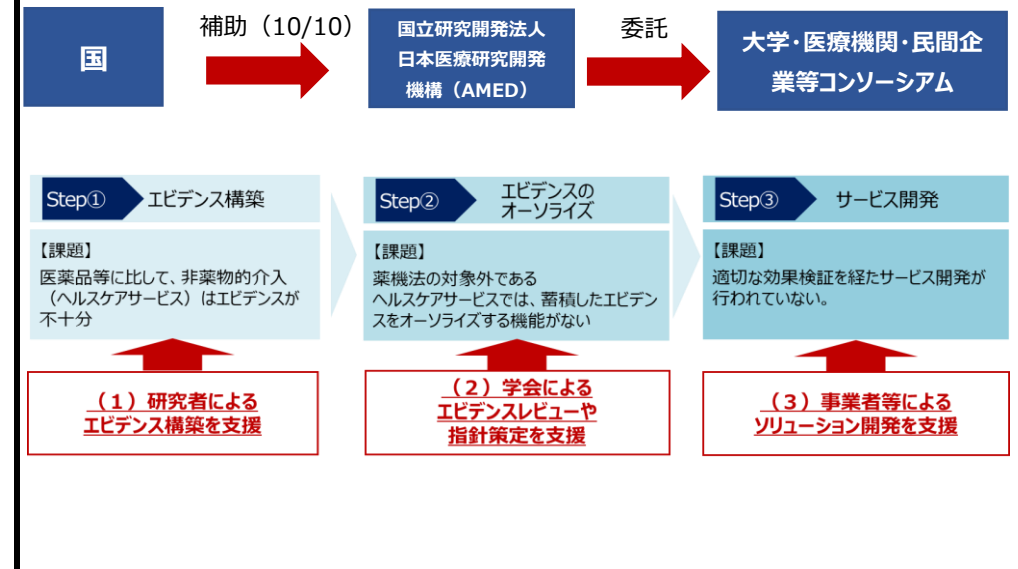 国
補助（10/10）
国立研究開発法人
日本医療研究開発
機構（AMED）
委託
大学・医療機関・民間企
業等コンソーシアム
Step①
エビデンス構築
【課題】
医薬品等に比して、非薬物的介入
（ヘルスケアサービス）はエビデンスが
不十分
（１）研究者による
エビデンス構築を支援
Step②
エビデンスの
オーソライズ
【課題】
薬機法の対象外である
ヘルスケアサービスでは、蓄積したエビデン
スをオーソライズする機能がない
（２）学会による
エビデンスレビューや
指針策定を支援
Step③
サービス開発
【課題】
適切な効果検証を経たサービス開発が
行われていない。
（３）事業者等による
ソリューション開発を支援